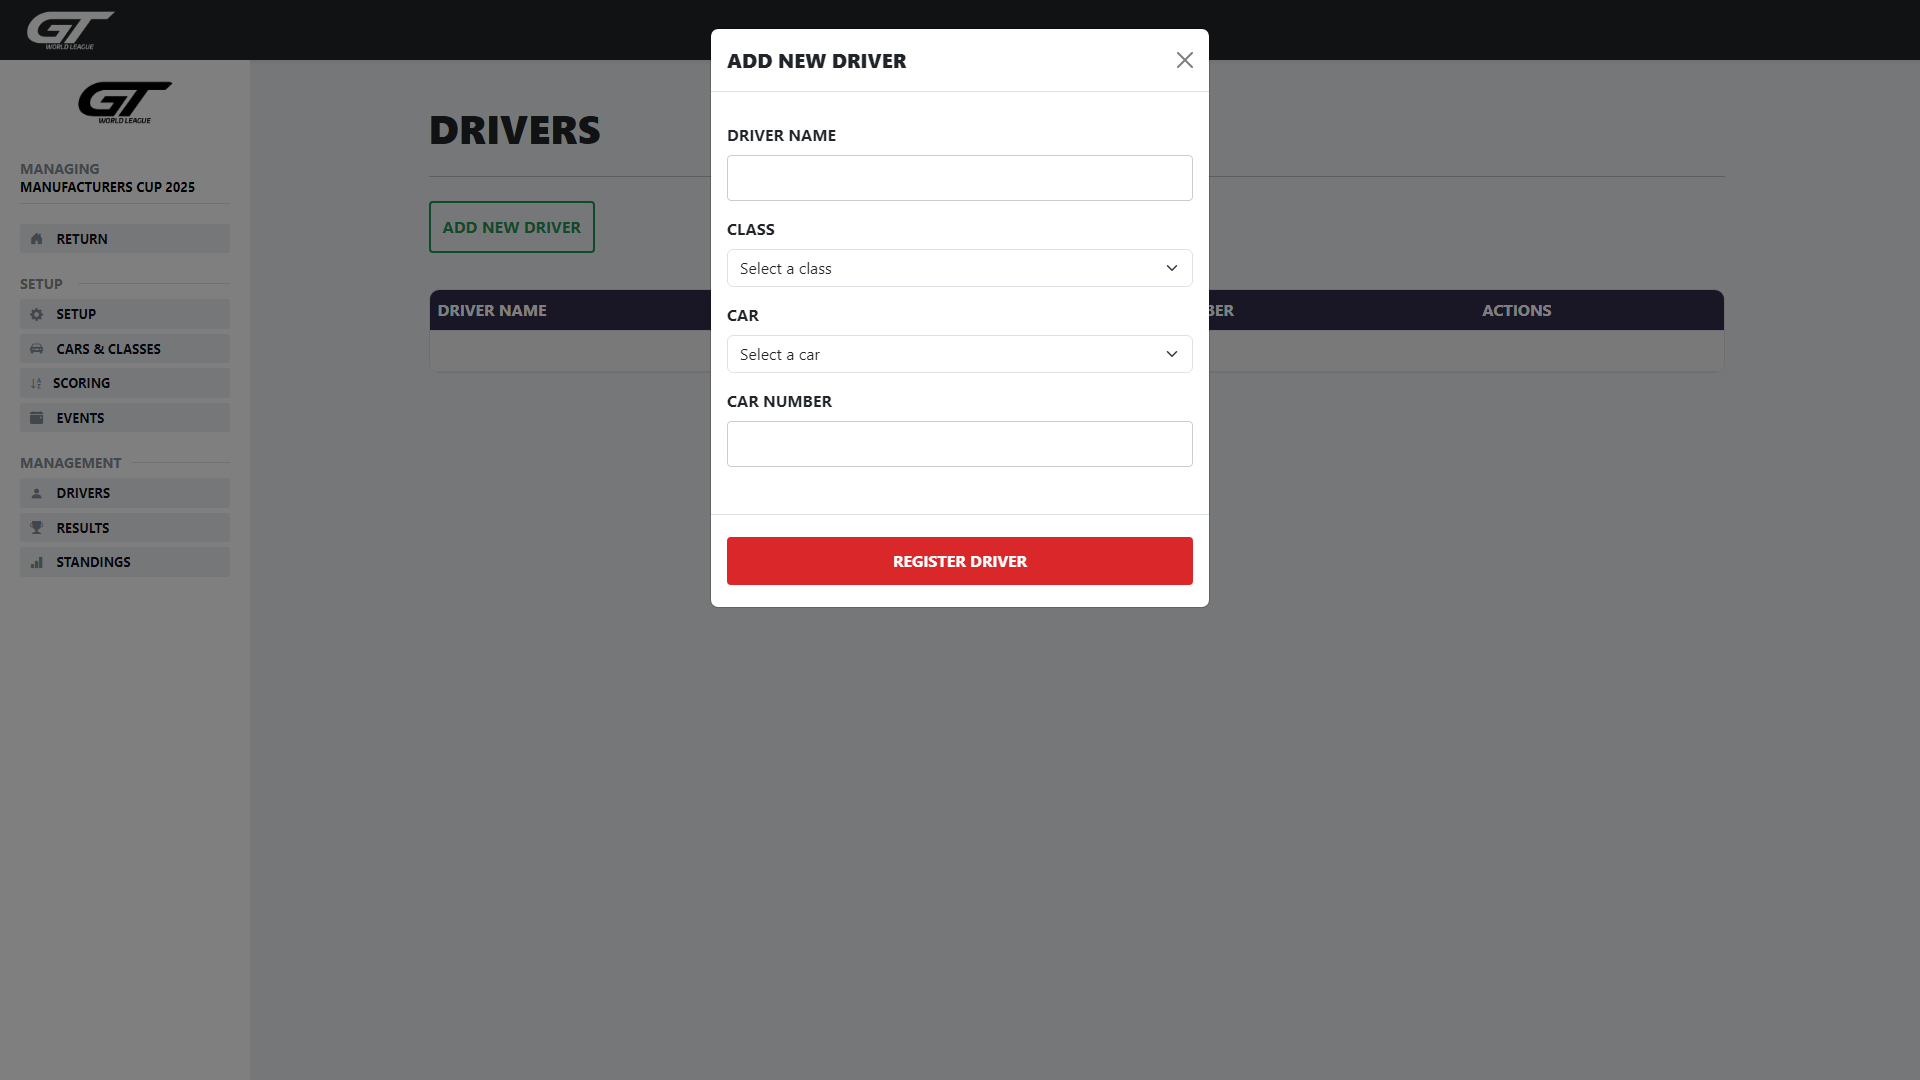 GT
WORLD LEAGUE
GT
WORLD LEAGUE
MANAGING
MANUFACTURERS CUP 2025
RETURN
SETUP
SETUP
CARS & CLASSES
SCORING
EVENTS
MANAGEMENT
DRIVERS
RESULTS
STANDINGS
DRIVERS
ADD NEW DRIVER
DRIVER NAME
BER
ACTIONS
ADD NEW DRIVER
DRIVER NAME
CLASS
Select a class
CAR
Select a car
CAR NUMBER
REGISTER DRIVER